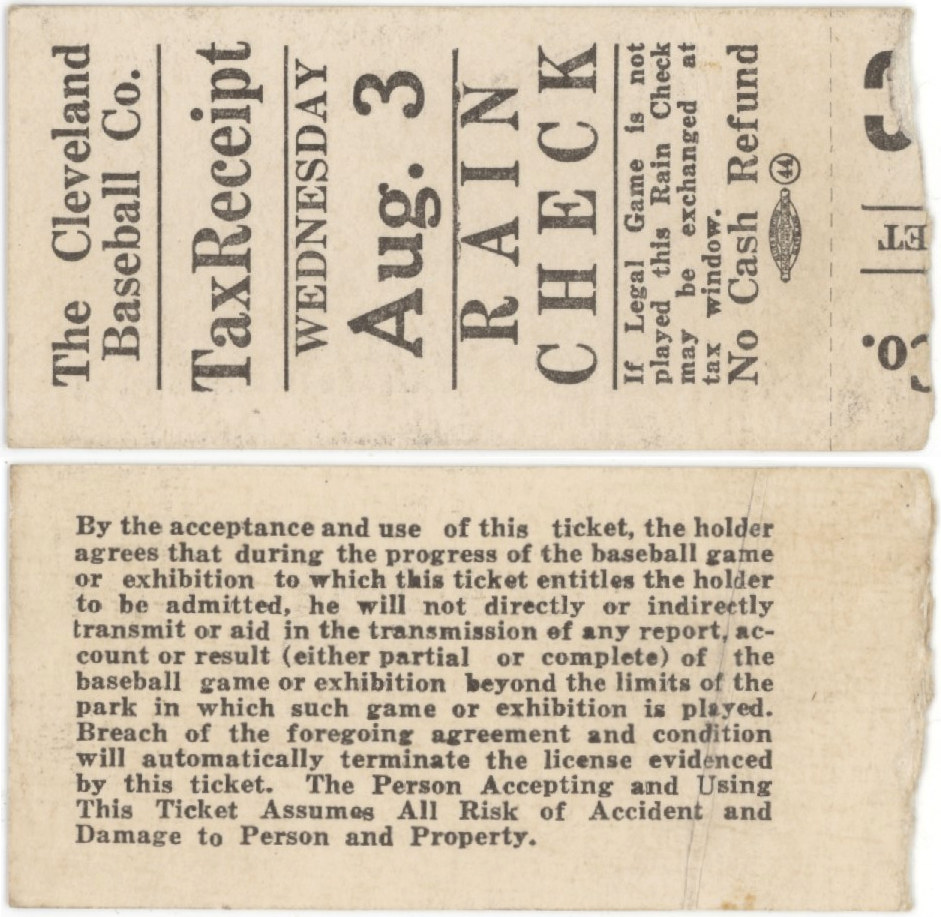 The Cleveland
Baseball Co.
TaxReceipt
WEDNESDAY
Aug. 3
RAIN
CHECK
If Legal Game is not
played this Rain Check
may be exchanged at
tax window.
No Cash Refund
44
ET
Co.
By the acceptance and use of this ticket, the holder
agrees that during the progress of the baseball game
or exhibition to which this ticket entitles the holder
to be admitted, he will not directly or indirectly
transmit or aid in the transmission of any report, ac-
count or result (either partial or complete) of the
baseball game or exhibition beyond the limits of the
park in which such game or exhibition is played.
Breach of the foregoing agreement and condition
will automatically terminate the license evidenced
by this ticket. The Person Accepting and Using
This Ticket Assumes All Risk of Accident and
Damage to Person and Property.